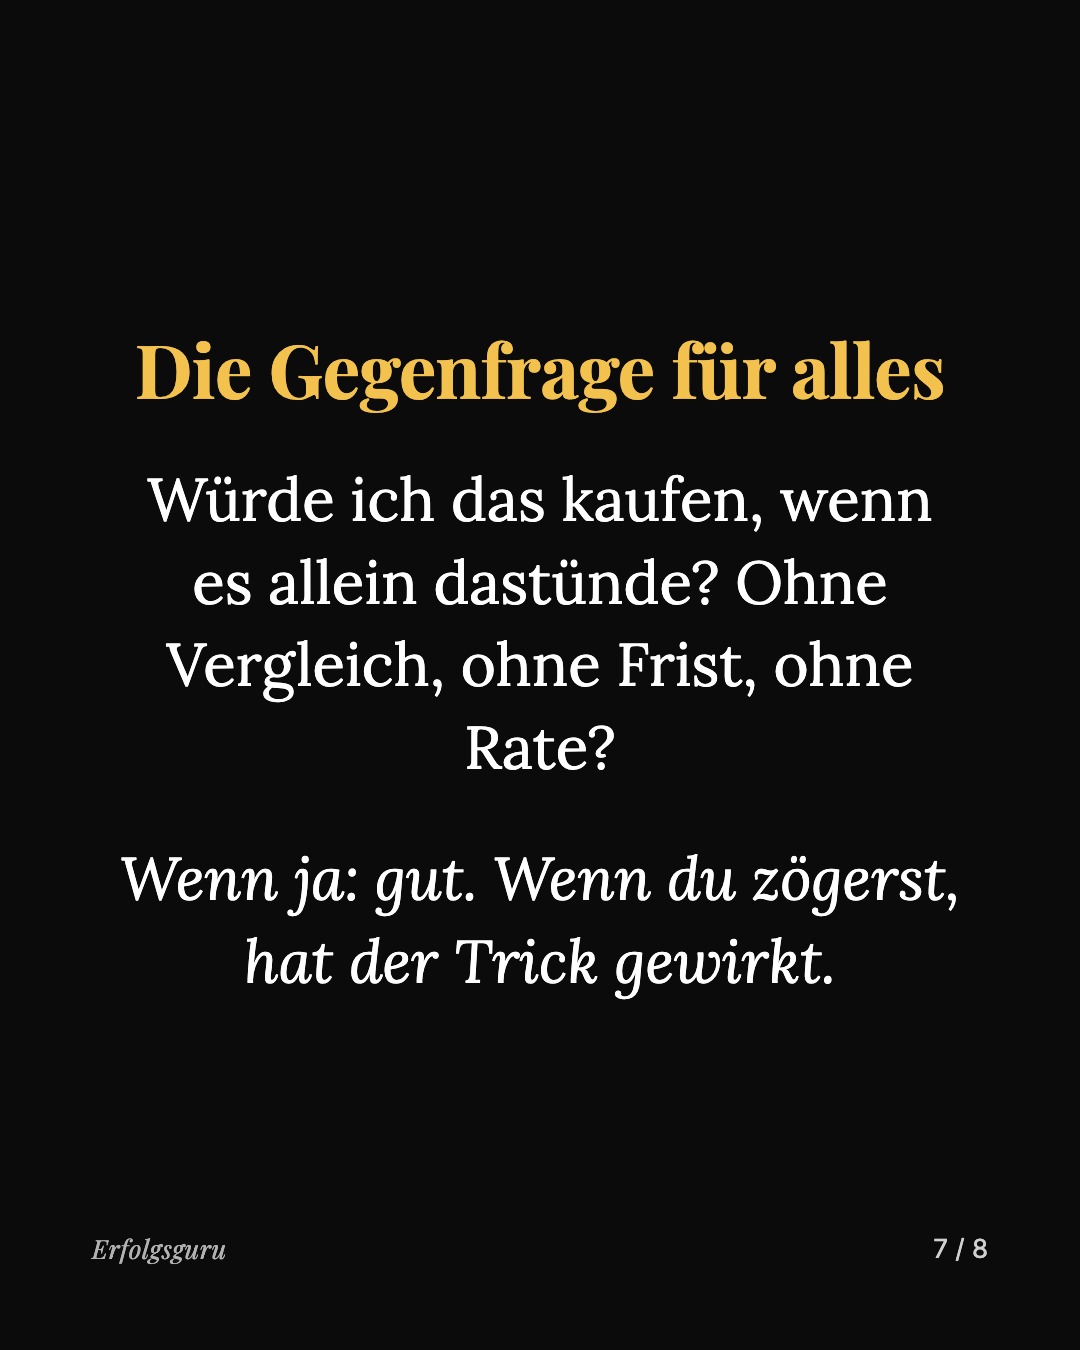 Die Gegenfrage für alles
Würde ich das kaufen, wenn
es allein dastünde? Ohne
Vergleich, ohne Frist, ohne
Rate?
Wenn ja: gut. Wenn du zögerst,
hat der Trick gewirkt.
Erfolgsguru
7 / 8